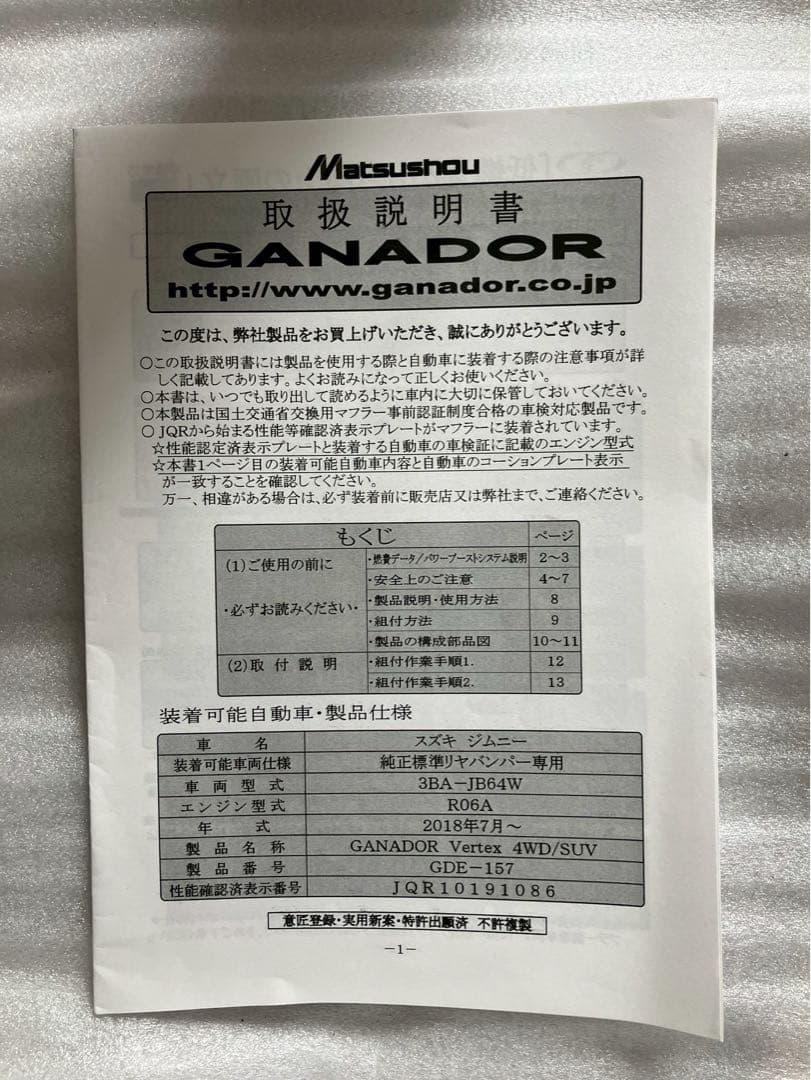 Matsushou
取扱説明書
GANADOR
http://www.ganador.co.jp
この度は、弊社製品をお買上げいただき、誠にありがとうございます。
○この取扱説明書には製品を使用する際と自動車に装着する際の注意事項が詳
しく記載してあります。よくお読みになって正しくお使いください。
○本書は、いつでも取り出して読めるように車内に大切に保管しておいてください。
○本製品は国土交通省交換用マフラー事前認証制度合格の車検対応製品です。
○JQRから始まる性能等確認済表示プレートがマフラーに装着されています。
☆性能認定済表示プレートと装着する自動車の車検証に記載のエンジン型式
☆本書1ページ目の装着可能自動車内容と自動車のコーションプレート表示
が一致することを確認してください。
万一、相違がある場合は、必ず装着前に販売店又は弊社まで、ご連絡ください。
もくじ ページ
(1)ご使用の前に ・燃費データ/パワーブーストシステム説明 2～3
・安全上のご注意 4～7
・必ずお読みください・ ・製品説明・使用方法 8
・組付方法 9
・製品の構成部品図 10～11
(2)取付説明 ・組付作業手順1. 12
・組付作業手順2. 13
装着可能自動車・製品仕様
車名 スズキ ジムニー
装着可能車両仕様 純正標準リヤバンパー専用
車両型式 3BA－JB64W
エンジン型式 R06A
年式 2018年7月～
製品名称 GANADOR Vertex 4WD/SUV
製品番号 GDE－157
性能確認済表示番号 JQR10191086
意匠登録・実用新案・特許出願済 不許複製
－1－